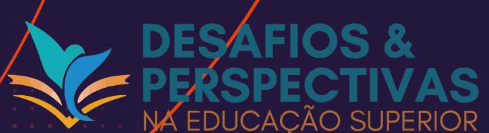 DESAFIOS &
PERSPECTIVAS
NA EDUCAÇÃO SUPERIOR